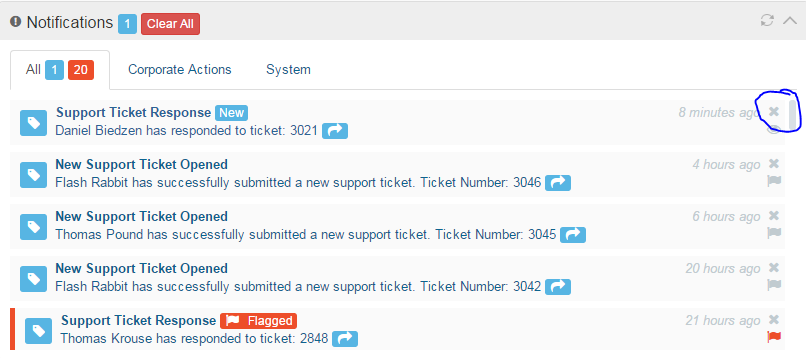 Notifications 1 Clear All
All 1 20 Corporate Actions System
Support Ticket Response New 8 minutes ago
Daniel Biedzen has responded to ticket: 3021
New Support Ticket Opened 4 hours ago
Flash Rabbit has successfully submitted a new support ticket. Ticket Number: 3046
New Support Ticket Opened 6 hours ago
Thomas Pound has successfully submitted a new support ticket. Ticket Number: 3045
New Support Ticket Opened 20 hours ago
Flash Rabbit has successfully submitted a new support ticket. Ticket Number: 3042
Support Ticket Response Flagged 21 hours ago
Thomas Krouse has responded to ticket: 2848